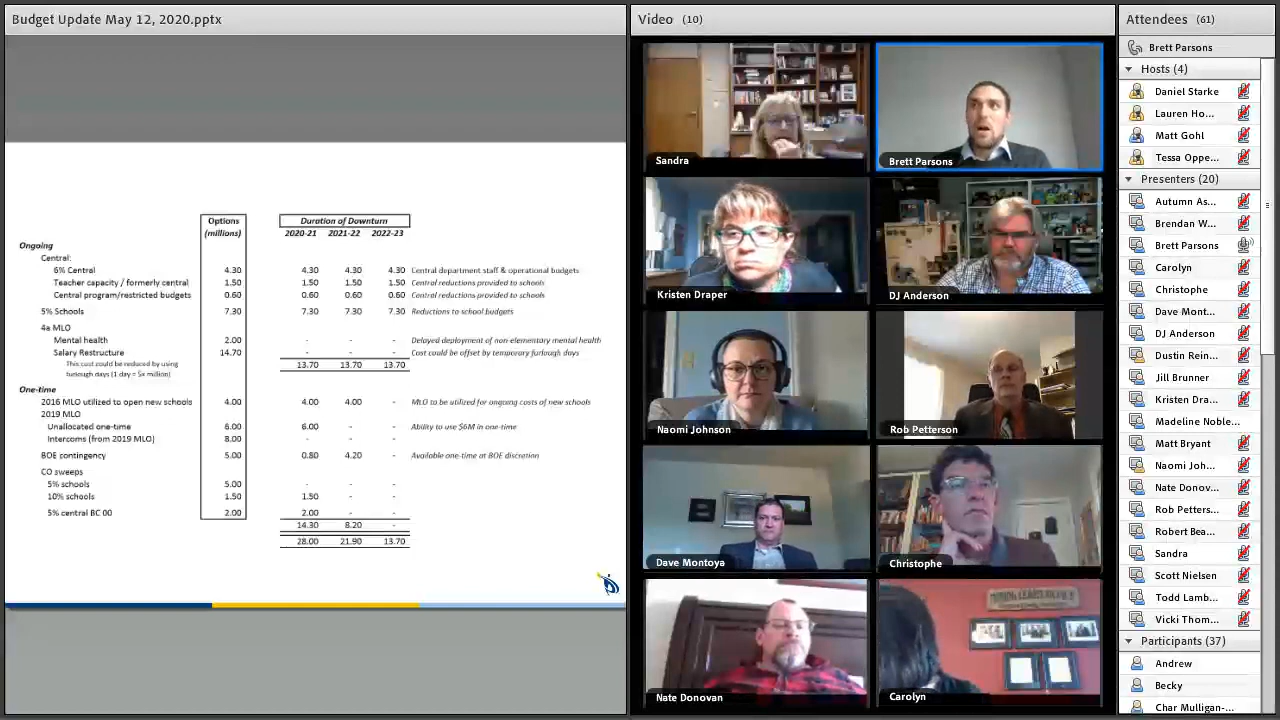 Budget Update May 12, 2020.pptx
Options
(millions)
Duration of Downturn
2020-21 2021-22 2022-23
Ongoing
Central:
6% Central 4.30 4.30 4.30 4.30 Central department staff & operational budgets
Teacher capacity / formerly central 1.50 1.50 1.50 1.50 Central reductions provided to schools
Central program/restricted budgets 0.60 0.60 0.60 0.60 Central reductions provided to schools
5% Schools 7.30 7.30 7.30 7.30 Reductions to school budgets
4a MLO
Mental health 2.00 - - - Delayed deployment of non-elementary mental health
Salary Restructure 14.70 - - - Cost could be offset by temporary furlough days
This cost could be reduced by using
furlough days (1 day = $x million)
13.70 13.70 13.70
One-time
2016 MLO utilized to open new schools 4.00 4.00 4.00 - MLO to be utilized for ongoing costs of new schools
2019 MLO
Unallocated one-time 6.00 6.00 - - Ability to use $6M in one-time
Intercoms (from 2019 MLO) 8.00 - - -
BOE contingency 5.00 0.80 4.20 - Available one-time at BOE discretion
CO sweeps
5% schools 5.00 - - -
10% schools 1.50 1.50 - -
5% central BC 00 2.00 2.00 - -
14.30 8.20 -
28.00 21.90 13.70
Video (10)
Sandra
Brett Parsons
Kristen Draper
DJ Anderson
Naomi Johnson
Rob Petterson
Dave Montoya
Christophe
Nate Donovan
Carolyn
Attendees (61)
Brett Parsons
Hosts (4)
Daniel Starke
Lauren Ho...
Matt Gohl
Tessa Oppe...
Presenters (20)
Autumn As...
Brendan W...
Brett Parsons
Carolyn
Christophe
Dave Mont...
DJ Anderson
Dustin Rein...
Jill Brunner
Kristen Dra...
Madeline Noble...
Matt Bryant
Naomi Joh...
Nate Donov...
Rob Petters...
Robert Bea...
Sandra
Scott Nielsen
Todd Lamb...
Vicki Thom...
Participants (37)
Andrew
Becky
Char Mulligan-...